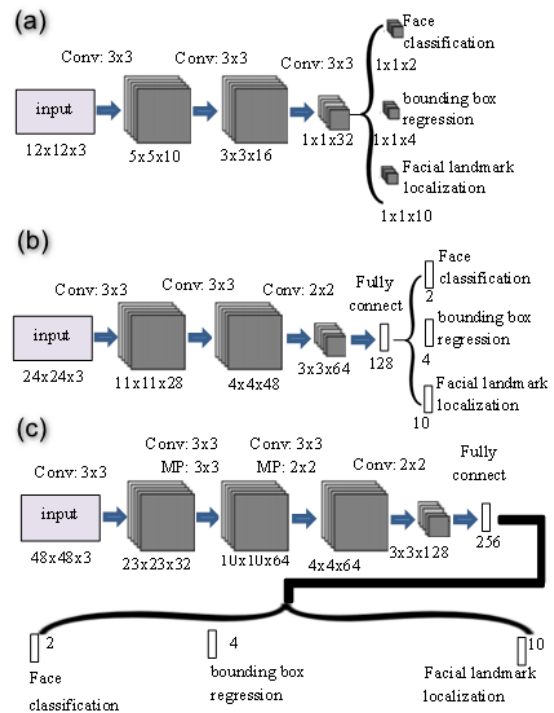 (a)
Conv: 3x3
Conv: 3x3
Conv: 3x3
Face
classification
1x1x2
input
bounding box
regression
12x12x3
5x5x10
3x3x16
1x1x32
1x1x4
Facial landmark
localization
1x1x10
(b)
Conv: 3x3
Conv: 3x3
Conv: 2x2
Fully
connect
Face
classification
2
input
bounding box
regression
4
24x24x3
11x11x28
4x4x48
3x3x64
128
Facial landmark
localization
10
(c)
Conv: 3x3
Conv: 3x3
MP: 3x3
Conv: 3x3
MP: 2x2
Conv: 2x2
Fully
connect
input
48x48x3
23x23x32
10x10x64
4x4x64
3x3x128
256
2
4
10
Face
classification
bounding box
regression
Facial landmark
localization